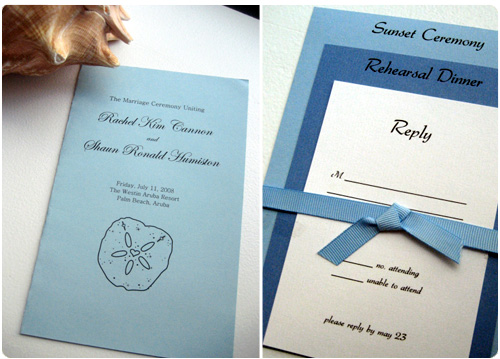 The Marriage Ceremony Uniting
Rachel Kim Cannon
and
Shaun Ronald Humiston
Friday, July 11, 2008
The Westin Aruba Resort
Palm Beach, Aruba
Sunset Ceremony
Rehearsal Dinner
Reply
M
no. attending
unable to attend
please reply by may 23